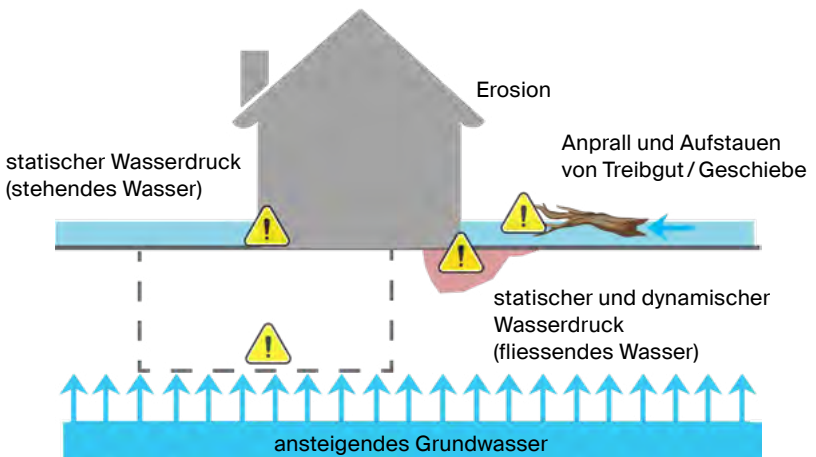 Erosion
Anprall und Aufstauen
von Treibgut / Geschiebe
statischer Wasserdruck
(stehendes Wasser)
statischer und dynamischer
Wasserdruck
(fliessendes Wasser)
ansteigendes Grundwasser